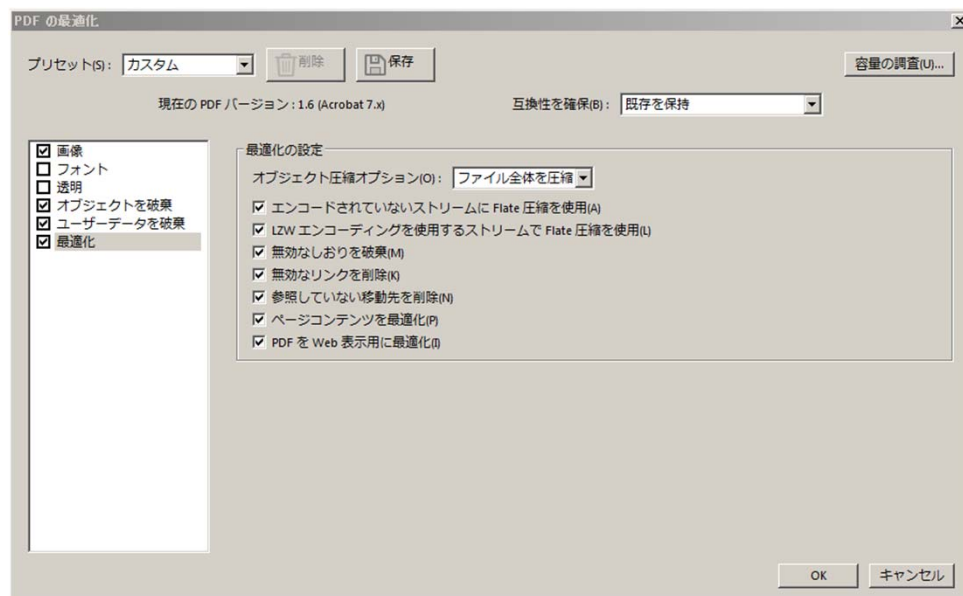 PDF の最適化
プリセット(S): カスタム 削除 保存 容量の調査(U)...
現在の PDF バージョン : 1.6 (Acrobat 7.x) 互換性を確保(B): 既存を保持
画像
フォント
透明
オブジェクトを破棄
ユーザーデータを破棄
最適化
最適化の設定
オブジェクト圧縮オプション(O): ファイル全体を圧縮
エンコードされていないストリームに Flate 圧縮を使用(A)
LZW エンコーディングを使用するストリームで Flate 圧縮を使用(L)
無効なしおりを破棄(M)
無効なリンクを削除(K)
参照していない移動先を削除(N)
ページコンテンツを最適化(P)
PDF を Web 表示用に最適化(I)
OK キャンセル